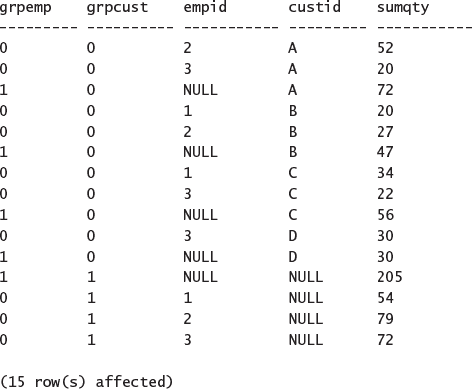 grpemp    grpcust    empid    custid    sumqty
--------- ---------- -------- --------- ----------
0         0          2        A         52
0         0          3        A         20
1         0          NULL     A         72
0         0          1        B         20
0         0          2        B         27
1         0          NULL     B         47
0         0          1        C         34
0         0          3        C         22
1         0          NULL     C         56
0         0          3        D         30
1         0          NULL     D         30
1         1          NULL     NULL      205
0         1          1        NULL      54
0         1          2        NULL      79
0         1          3        NULL      72
(15 row(s) affected)